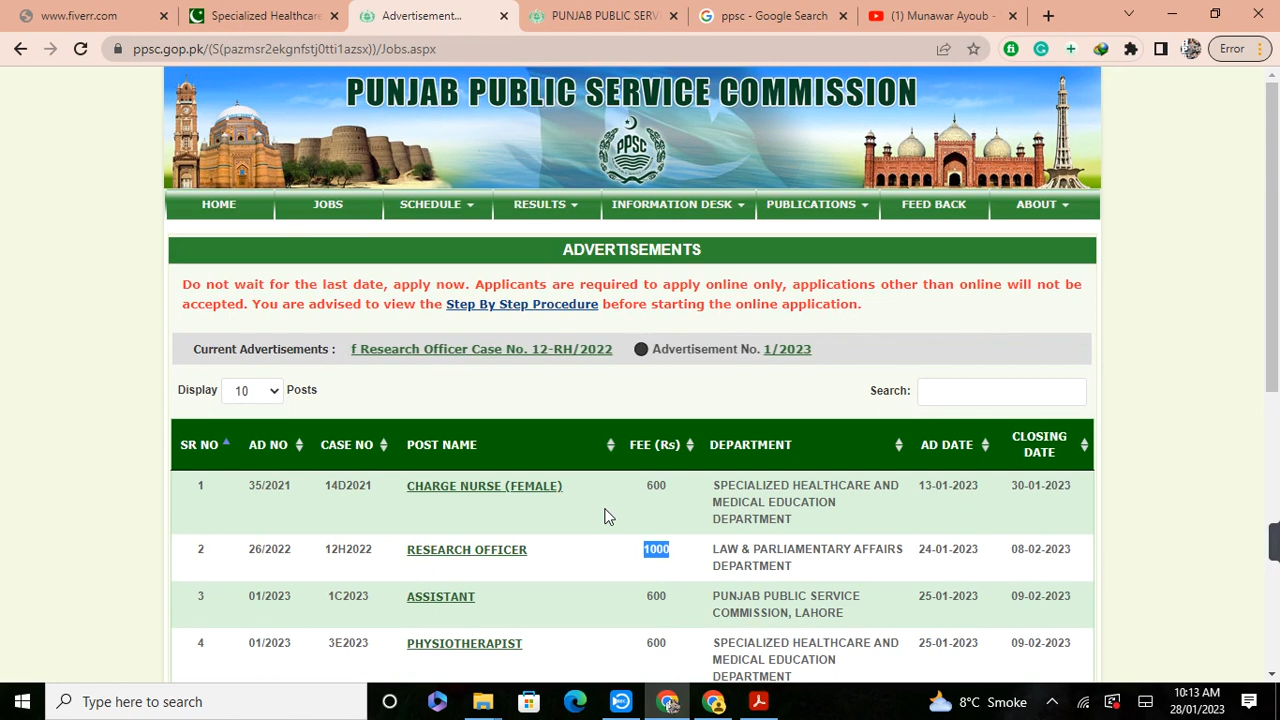 www.fiverr.com
Specialized Healthcare
Advertisement...
PUNJAB PUBLIC SERV
ppsc - Google Search
(1) Munawar Ayoub -
ppsc.gop.pk/(S(pazmsr2ekgnfstj0tti1azsx))/Jobs.aspx
Error
PUNJAB PUBLIC SERVICE COMMISSION
PPSC
HOME JOBS SCHEDULE RESULTS INFORMATION DESK PUBLICATIONS FEED BACK ABOUT
ADVERTISEMENTS
Do not wait for the last date, apply now. Applicants are required to apply online only, applications other than online will not be
accepted. You are advised to view the Step By Step Procedure before starting the online application.
Current Advertisements : f Research Officer Case No. 12-RH/2022 Advertisement No. 1/2023
Display 10 Posts Search:
SR NO AD NO CASE NO POST NAME FEE (Rs) DEPARTMENT AD DATE CLOSING
DATE
1 35/2021 14D2021 CHARGE NURSE (FEMALE) 600 SPECIALIZED HEALTHCARE AND 13-01-2023 30-01-2023
MEDICAL EDUCATION
DEPARTMENT
2 26/2022 12H2022 RESEARCH OFFICER 1000 LAW & PARLIAMENTARY AFFAIRS 24-01-2023 08-02-2023
DEPARTMENT
3 01/2023 1C2023 ASSISTANT 600 PUNJAB PUBLIC SERVICE 25-01-2023 09-02-2023
COMMISSION, LAHORE
4 01/2023 3E2023 PHYSIOTHERAPIST 600 SPECIALIZED HEALTHCARE AND 25-01-2023 09-02-2023
MEDICAL EDUCATION
DEPARTMENT
Type here to search
8°C Smoke
10:13 AM
28/01/2023